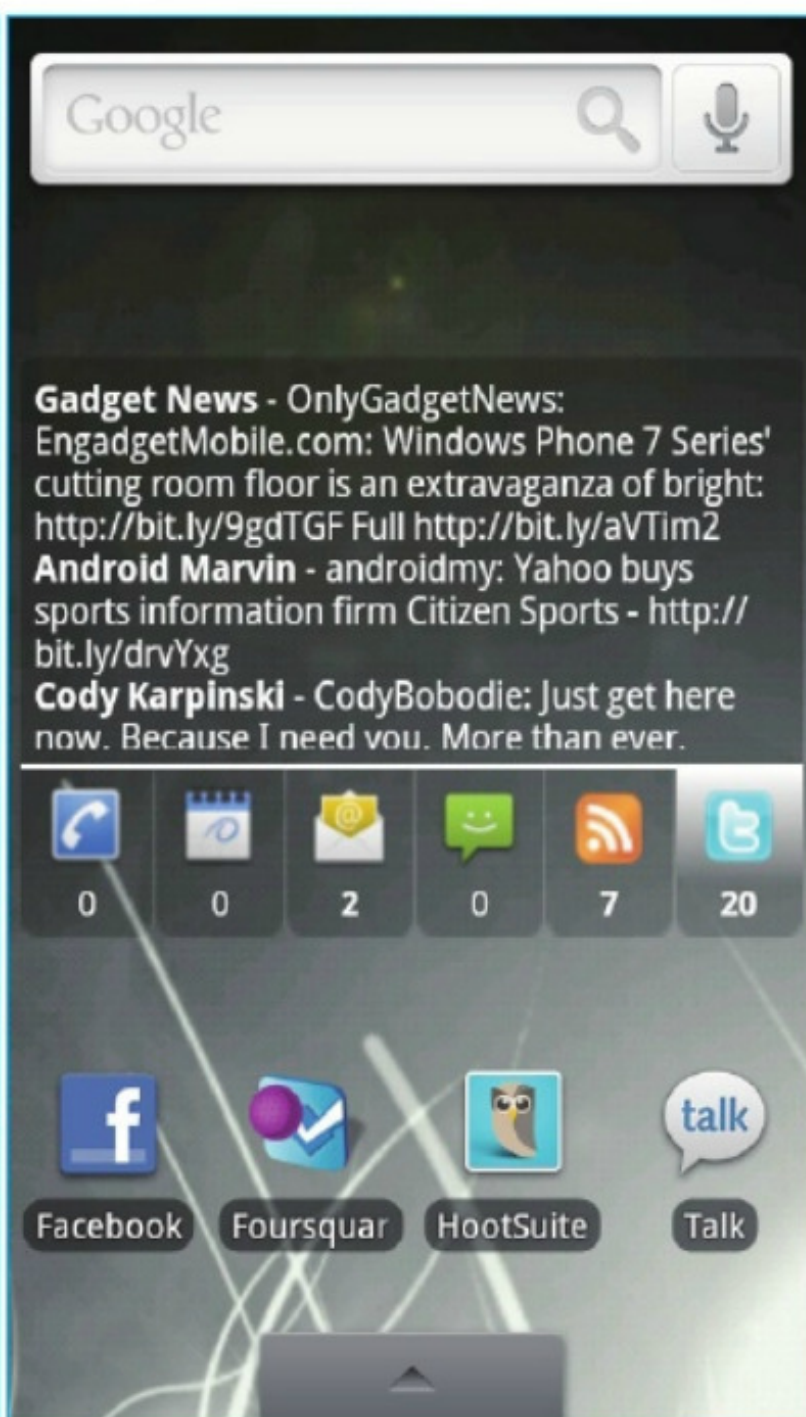 Google
Gadget News - OnlyGadgetNews:
EngadgetMobile.com: Windows Phone 7 Series'
cutting room floor is an extravaganza of bright:
http://bit.ly/9gdTGF Full http://bit.ly/aVTim2
Android Marvin - androidmy: Yahoo buys
sports information firm Citizen Sports - http://
bit.ly/drvYxg
Cody Karpinski - CodyBobodie: Just get here
now. Because I need you. More than ever.
0 0 2 0 7 20
talk
Facebook Foursquar HootSuite Talk